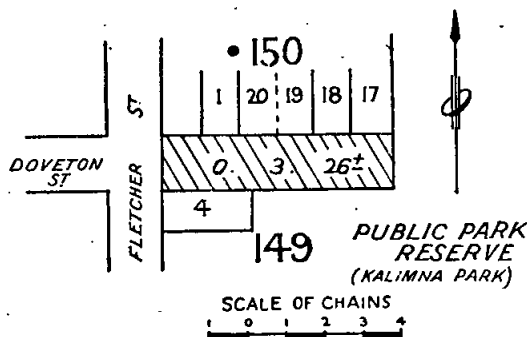 • 150
1 20 19 18 17
ST
FLETCHER
DOVETON
ST.
0. 3. 26±
4
149
PUBLIC PARK
RESERVE
(KALIMNA PARK)
SCALE OF CHAINS
1 0 1 2 3 4